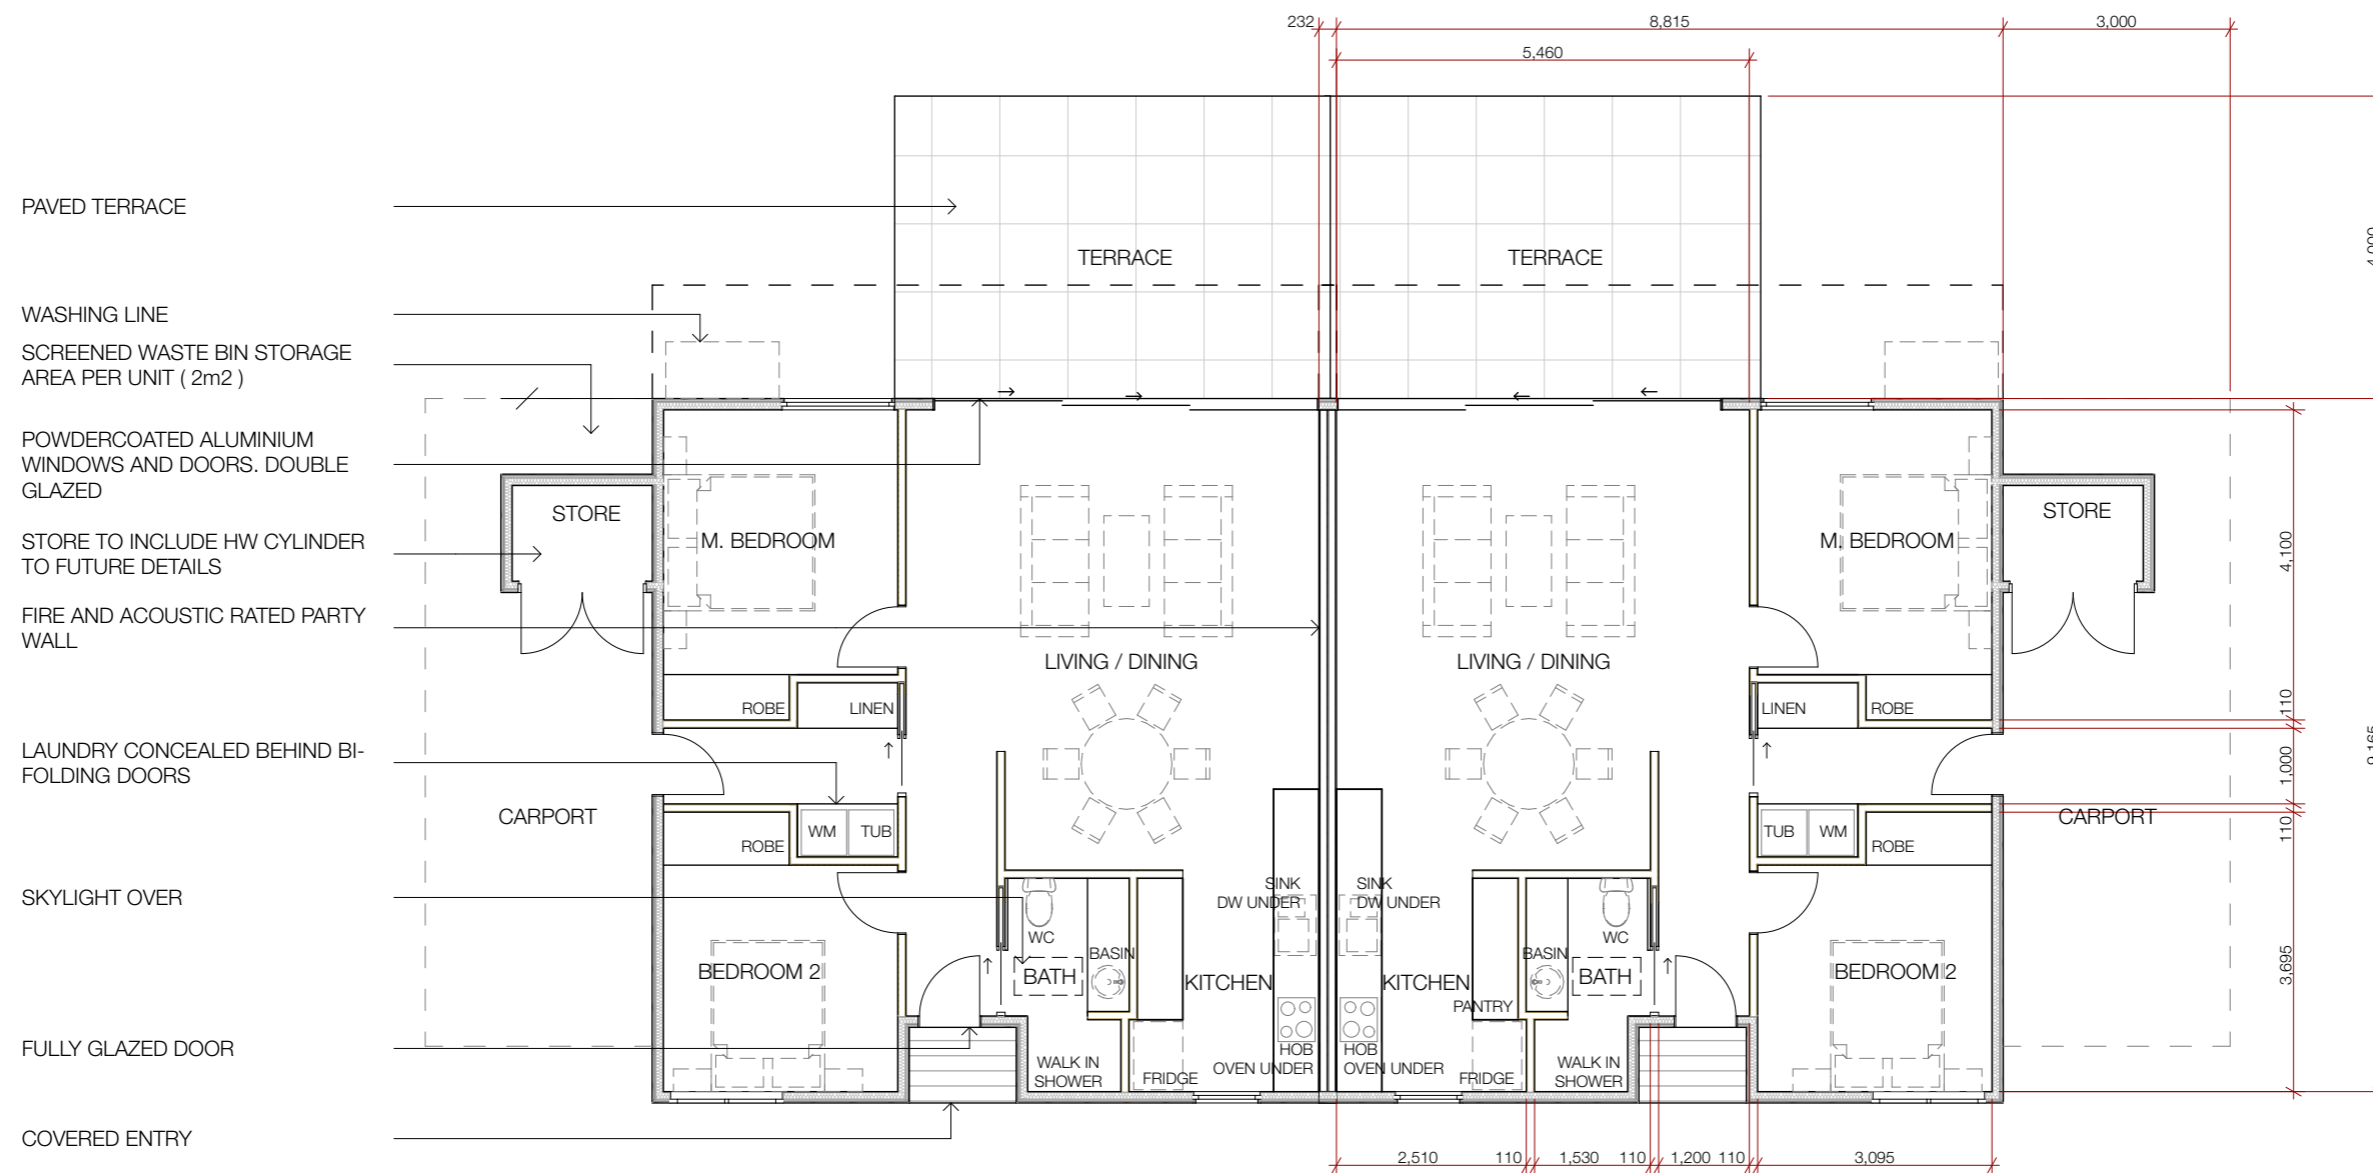 232
8,815
3,000
5,460
PAVED TERRACE
WASHING LINE
SCREENED WASTE BIN STORAGE
AREA PER UNIT ( 2m2 )
POWDERCOATED ALUMINIUM
WINDOWS AND DOORS. DOUBLE
GLAZED
STORE TO INCLUDE HW CYLINDER
TO FUTURE DETAILS
FIRE AND ACOUSTIC RATED PARTY
WALL
LAUNDRY CONCEALED BEHIND BI-
FOLDING DOORS
SKYLIGHT OVER
FULLY GLAZED DOOR
COVERED ENTRY
TERRACE
STORE
M. BEDROOM
LIVING / DINING
ROBE
LINEN
CARPORT
WM
TUB
ROBE
BEDROOM 2
WC
BATH
BASIN
WALK IN
SHOWER
KITCHEN
FRIDGE
SINK
DW UNDER
HOB
OVEN UNDER
TERRACE
LIVING / DINING
M. BEDROOM
STORE
LINEN
ROBE
CARPORT
TUB
WM
ROBE
BEDROOM 2
SINK
DW UNDER
KITCHEN
PANTRY
HOB
OVEN UNDER
FRIDGE
BASIN
WC
BATH
WALK IN
SHOWER
4,000
9,165
4,100
110
1,000
110
3,695
2,510
110
1,530
110
1,200
110
3,095